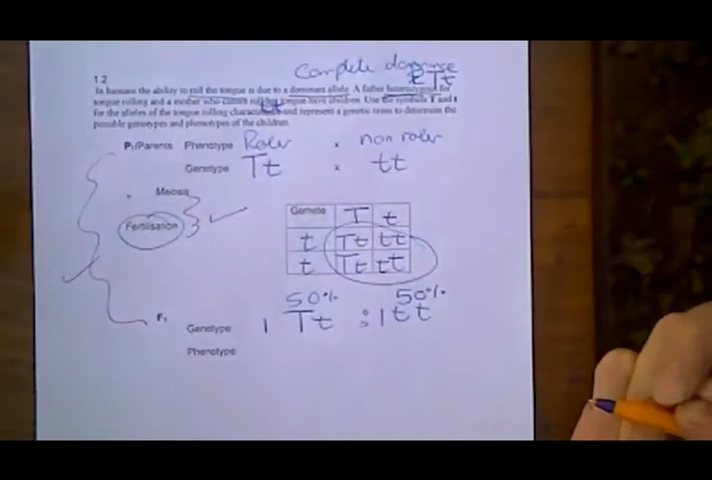 Complete dominance
Tt
1.2
In humans the ability to roll the tongue is due to a dominant allele. A father heterozygous for
tongue rolling and a mother who cannot roll her tongue have children. Use the symbols T and t
for the alleles of the tongue rolling characteristic and represent a genetic cross to determine the
possible genotypes and phenotypes of the children.
P₁/Parents Phenotype Roller x non roller
Genotype Tt x tt
Meiosis
Gamete T t
Fertilisation
t Tt tt
t Tt tt
50% 50%
F₁
Genotype 1 Tt : 1 tt
Phenotype